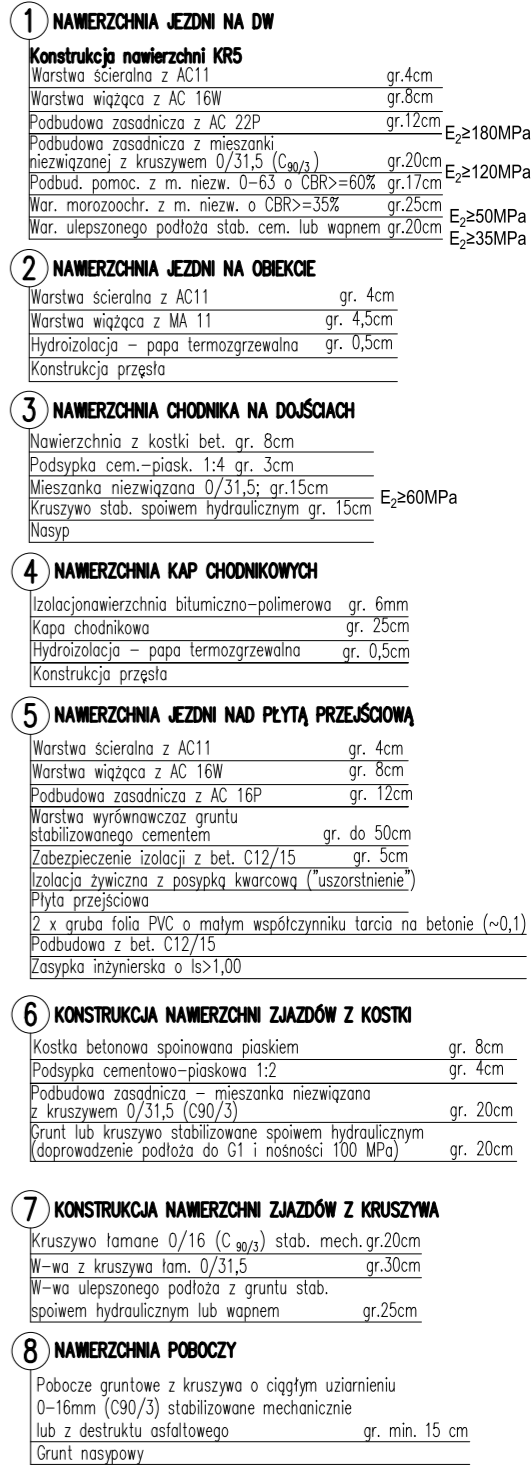 1 NAWIERZCHNIA JEZDNI NA DW
Konstrukcja nawierzchni KR5
Warstwa ścieralna z AC11 gr.4cm
Warstwa wiążąca z AC 16W gr.8cm
Podbudowa zasadnicza z AC 22P gr.12cm
E2≥180MPa
Podbudowa zasadnicza z mieszanki
niezwiązanej z kruszywem 0/31,5 (C90/3) gr.20cm
E2≥120MPa
Podbud. pomoc. z m. niezw. 0-63 o CBR>=60% gr.17cm
War. morozoochr. z m. niezw. o CBR>=35% gr.25cm
E2≥50MPa
War. ulepszonego podłoża stab. cem. lub wapnem gr.20cm
E2≥35MPa
2 NAWIERZCHNIA JEZDNI NA OBIEKCIE
Warstwa ścieralna z AC11 gr. 4cm
Warstwa wiążąca z MA 11 gr. 4,5cm
Hydroizolacja – papa termozgrzewalna gr. 0,5cm
Konstrukcja przęsła
3 NAWIERZCHNIA CHODNIKA NA DOJŚCIACH
Nawierzchnia z kostki bet. gr. 8cm
Podsypka cem.-piask. 1:4 gr. 3cm
Mieszanka niezwiązana 0/31,5; gr.15cm
E2≥60MPa
Kruszywo stab. spoiwem hydraulicznym gr. 15cm
Nasyp
4 NAWIERZCHNIA KAP CHODNIKOWYCH
Izolacjonawierzchnia bitumiczno-polimerowa gr. 6mm
Kapa chodnikowa gr. 25cm
Hydroizolacja – papa termozgrzewalna gr. 0,5cm
Konstrukcja przęsła
5 NAWIERZCHNIA JEZDNI NAD PŁYTĄ PRZEJŚCIOWĄ
Warstwa ścieralna z AC11 gr. 4cm
Warstwa wiążąca z AC 16W gr. 8cm
Podbudowa zasadnicza z AC 16P gr. 12cm
Warstwa wyrównawczaz gruntu
stabilizowanego cementem gr. do 50cm
Zabezpieczenie izolacji z bet. C12/15 gr. 5cm
Izolacja żywiczna z posypką kwarcową ("uszorstnienie")
Płyta przejściowa
2 x gruba folia PVC o małym współczynniku tarcia na betonie (~0,1)
Podbudowa z bet. C12/15
Zasypka inżynierska o Is>1,00
6 KONSTRUKCJA NAWIERZCHNI ZJAZDÓW Z KOSTKI
Kostka betonowa spoinowana piaskiem gr. 8cm
Podsypka cementowo-piaskowa 1:2 gr. 4cm
Podbudowa zasadnicza – mieszanka niezwiązana
z kruszywem 0/31,5 (C90/3) gr. 20cm
Grunt lub kruszywo stabilizowane spoiwem hydraulicznym
(doprowadzenie podłoża do G1 i nośności 100 MPa) gr. 20cm
7 KONSTRUKCJA NAWIERZCHNI ZJAZDÓW Z KRUSZYWA
Kruszywo łamane 0/16 (C 90/3) stab. mech. gr.20cm
W-wa z kruszywa łam. 0/31,5 gr.30cm
W-wa ulepszonego podłoża z gruntu stab.
spoiwem hydraulicznym lub wapnem gr.25cm
8 NAWIERZCHNIA POBOCZY
Pobocze gruntowe z kruszywa o ciągłym uziarnieniu
0-16mm (C90/3) stabilizowane mechanicznie
lub z destruktu asfaltowego gr. min. 15 cm
Grunt nasypowy